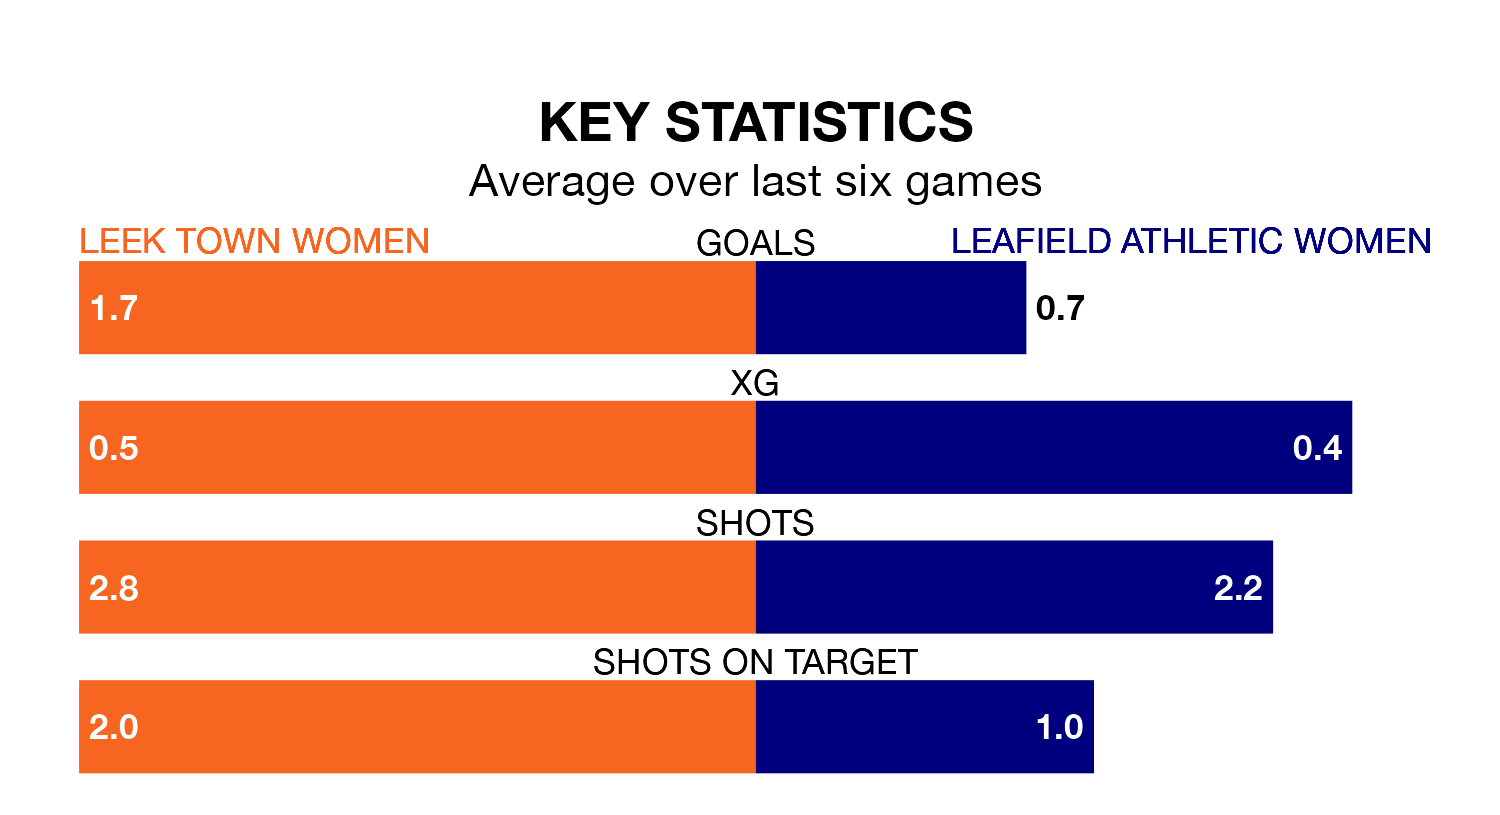 KEY STATISTICS
Average over last six games
LEEK TOWN WOMEN GOALS LEAFIELD ATHLETIC WOMEN
1.7 0.7
XG
0.5 0.4
SHOTS
2.8 2.2
SHOTS ON TARGET
2.0 1.0